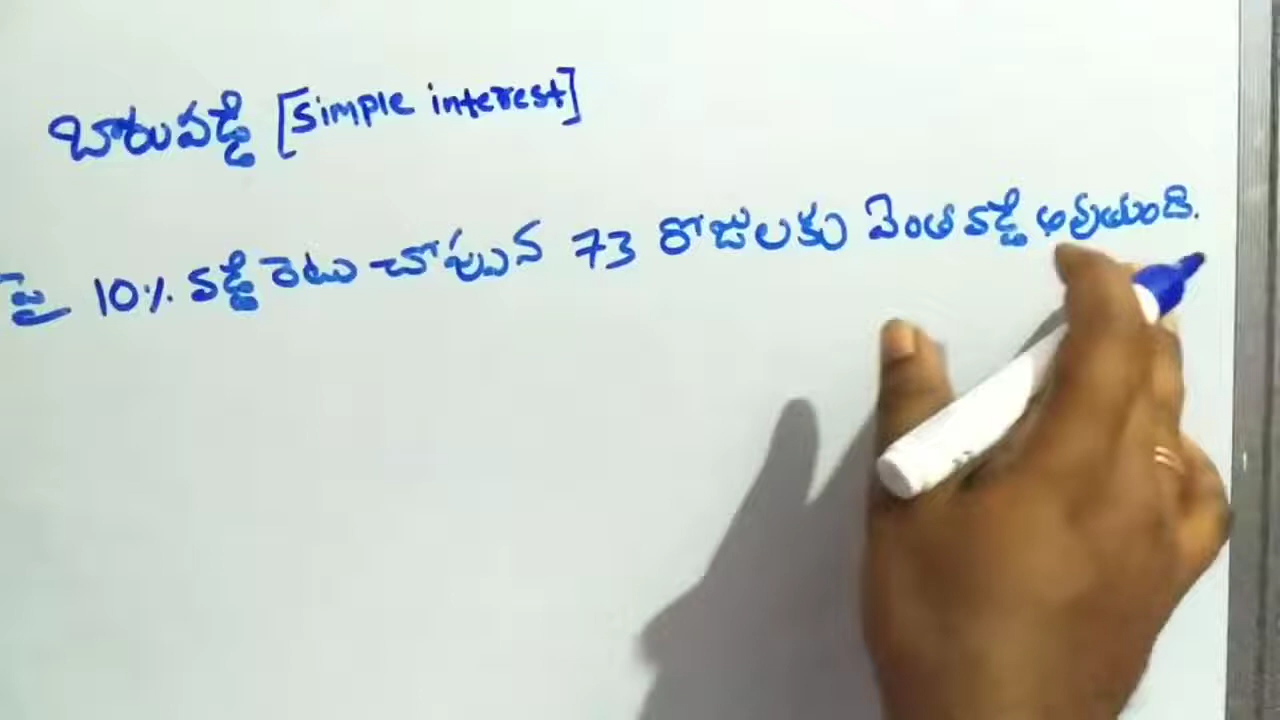 బారువడ్డీ [simple interest]
పై 10% వడ్డీ రేటు చొప్పున 73 రోజులకు ఎంత వడ్డీ అవుతుంది.